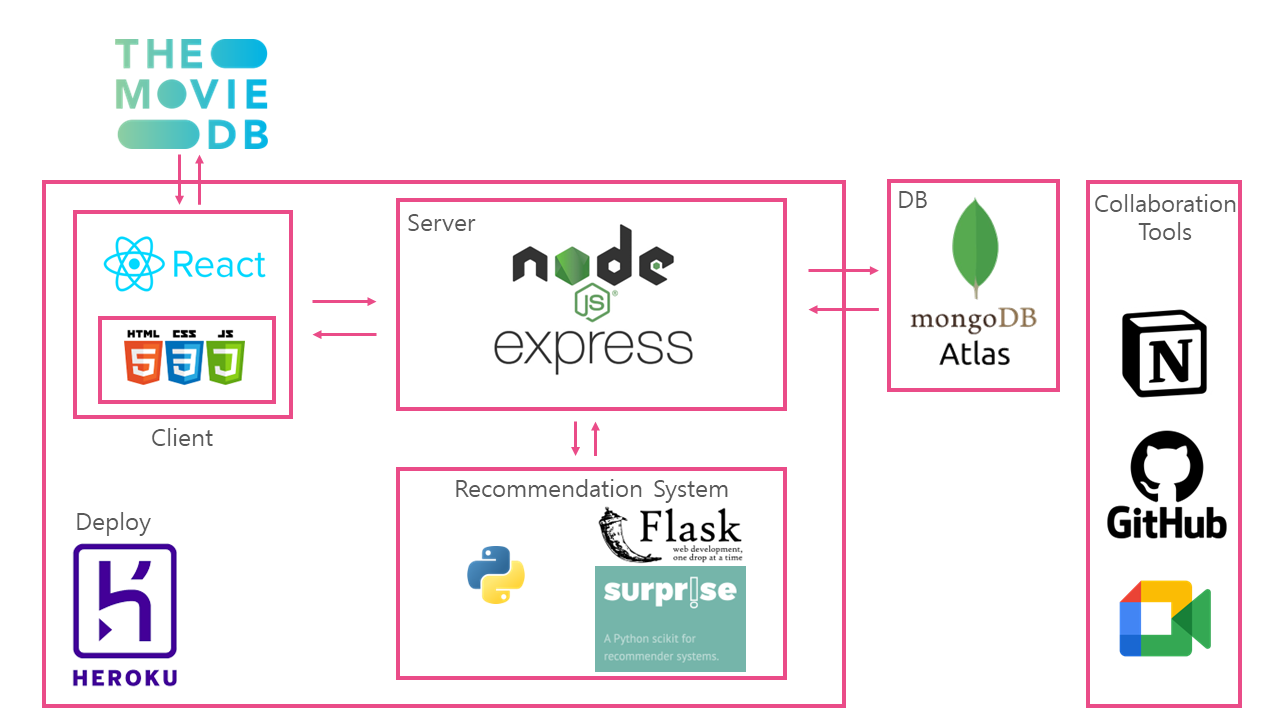 THE
MOVIE
DB
React
HTML CSS JS
5 3 J
Client
Server
node
JS ®
express
DB
mongoDB
Atlas
Collaboration
Tools
N
GitHub
Recommendation System
Flask
web development,
one drop at a time
surpr!se
A Python scikit for
recommender systems.
Deploy
HEROKU